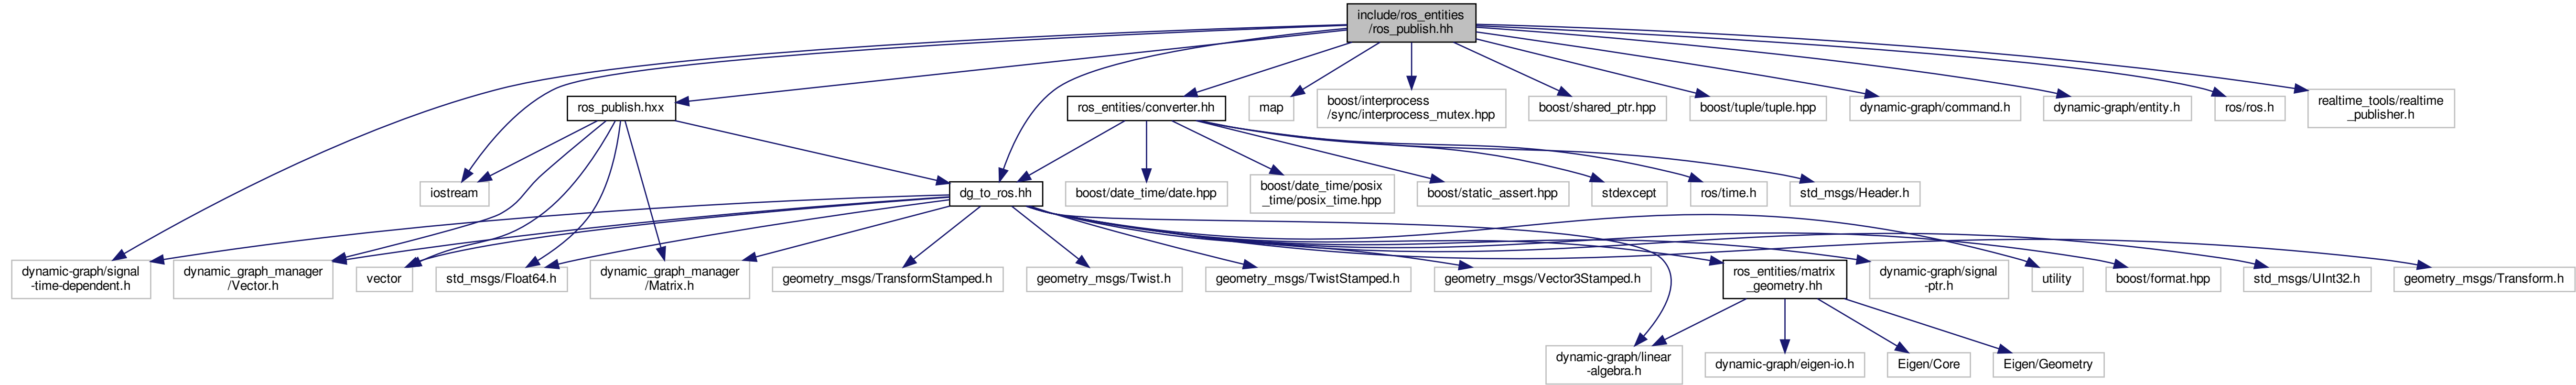 include/ros_entities
/ros_publish.hh
ros_publish.hxx
ros_entities/converter.hh
map
boost/interprocess
/sync/interprocess_mutex.hpp
boost/shared_ptr.hpp
boost/tuple/tuple.hpp
dynamic-graph/command.h
dynamic-graph/entity.h
ros/ros.h
realtime_tools/realtime
_publisher.h
iostream
dg_to_ros.hh
boost/date_time/date.hpp
boost/date_time/posix
_time/posix_time.hpp
boost/static_assert.hpp
stdexcept
ros/time.h
std_msgs/Header.h
dynamic-graph/signal
-time-dependent.h
dynamic_graph_manager
/Vector.h
vector
std_msgs/Float64.h
dynamic_graph_manager
/Matrix.h
geometry_msgs/TransformStamped.h
geometry_msgs/Twist.h
geometry_msgs/TwistStamped.h
geometry_msgs/Vector3Stamped.h
ros_entities/matrix
_geometry.hh
dynamic-graph/signal
-ptr.h
utility
boost/format.hpp
std_msgs/UInt32.h
geometry_msgs/Transform.h
dynamic-graph/linear
-algebra.h
dynamic-graph/eigen-io.h
Eigen/Core
Eigen/Geometry